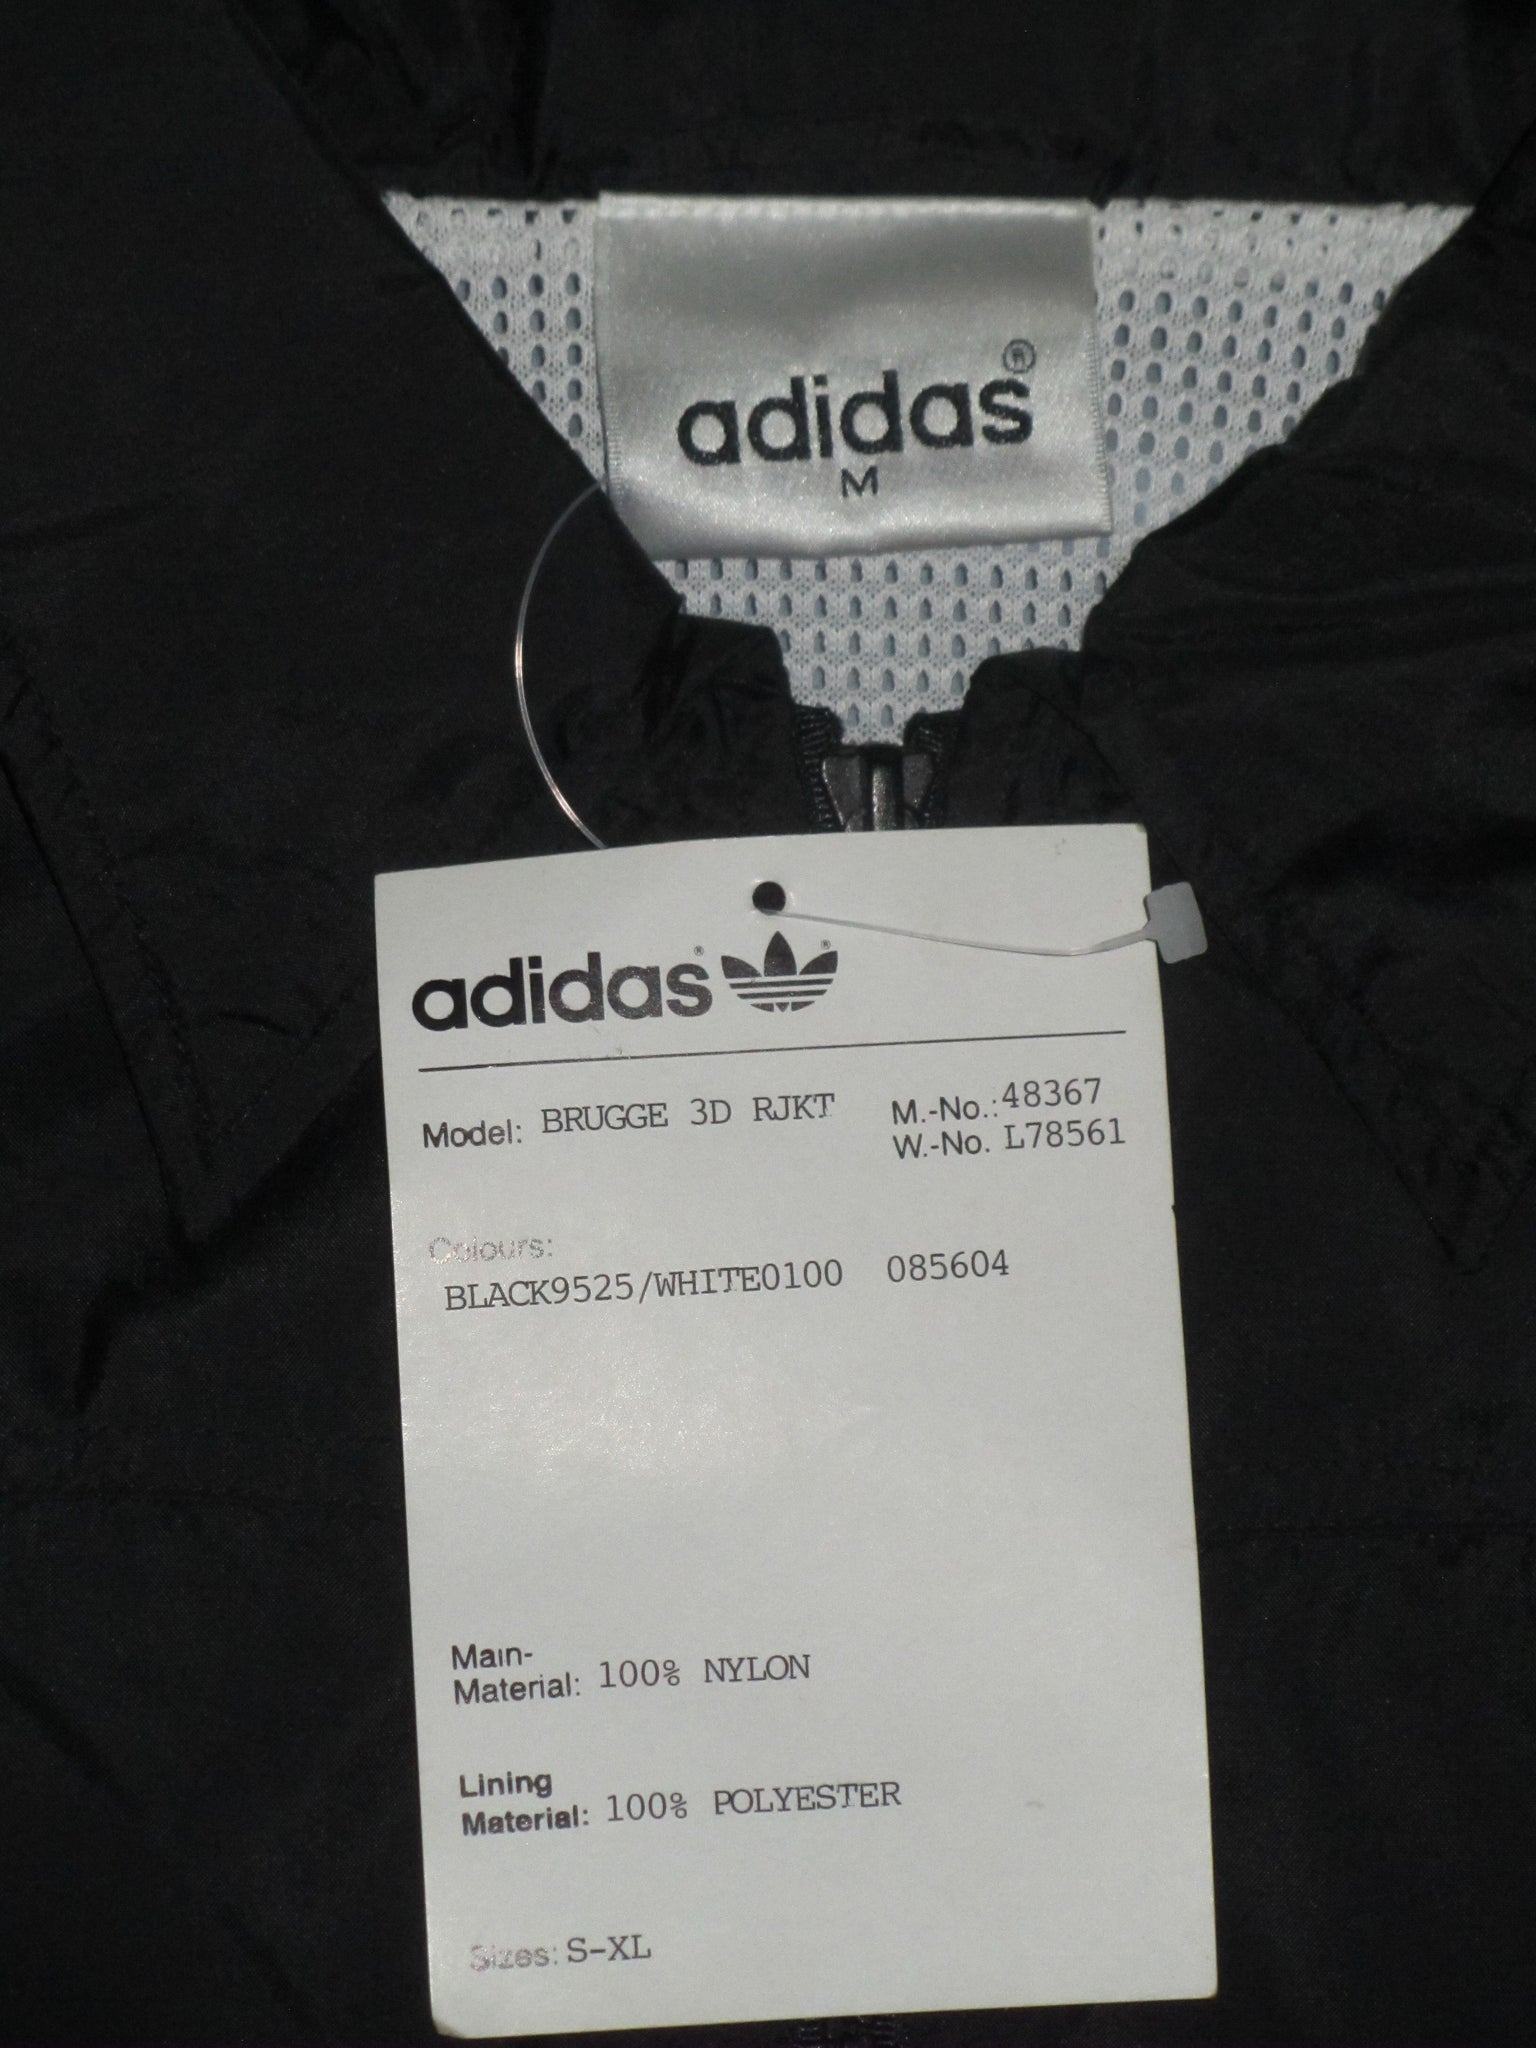 adidas®
M
adidas® ®
Model: BRUGGE 3D RJKT M.-No.: 48367
W.-No. L78561
Colours:
BLACK9525/WHITE0100 085604
Main-
Material: 100% NYLON
Lining
Material: 100% POLYESTER
Sizes: S-XL